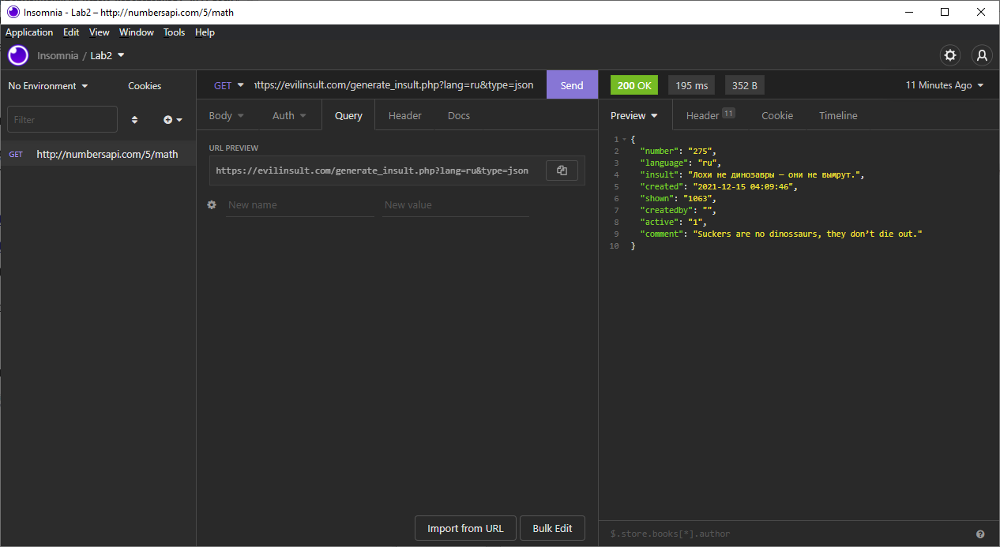 Insomnia - Lab2 – http://numbersapi.com/5/math
Application Edit View Window Tools Help
Insomnia / Lab2
No Environment Cookies
Filter
GET http://numbersapi.com/5/math
GET ittps://evilinsult.com/generate_insult.php?lang=ru&type=json Send
Body Auth Query Header Docs
URL PREVIEW
https://evilinsult.com/generate_insult.php?lang=ru&type=json
New name New value
Import from URL Bulk Edit
200 OK 195 ms 352 B 11 Minutes Ago
Preview Header 11 Cookie Timeline
1 {
2 "number": "275",
3 "language": "ru",
4 "insult": "Лохи не динозавры — они не вымрут.",
5 "created": "2021-12-15 04:09:46",
6 "shown": "1063",
7 "createdby": "",
8 "active": "1",
9 "comment": "Suckers are no dinossaurs, they don’t die out."
10 }
$.store.books[*].author